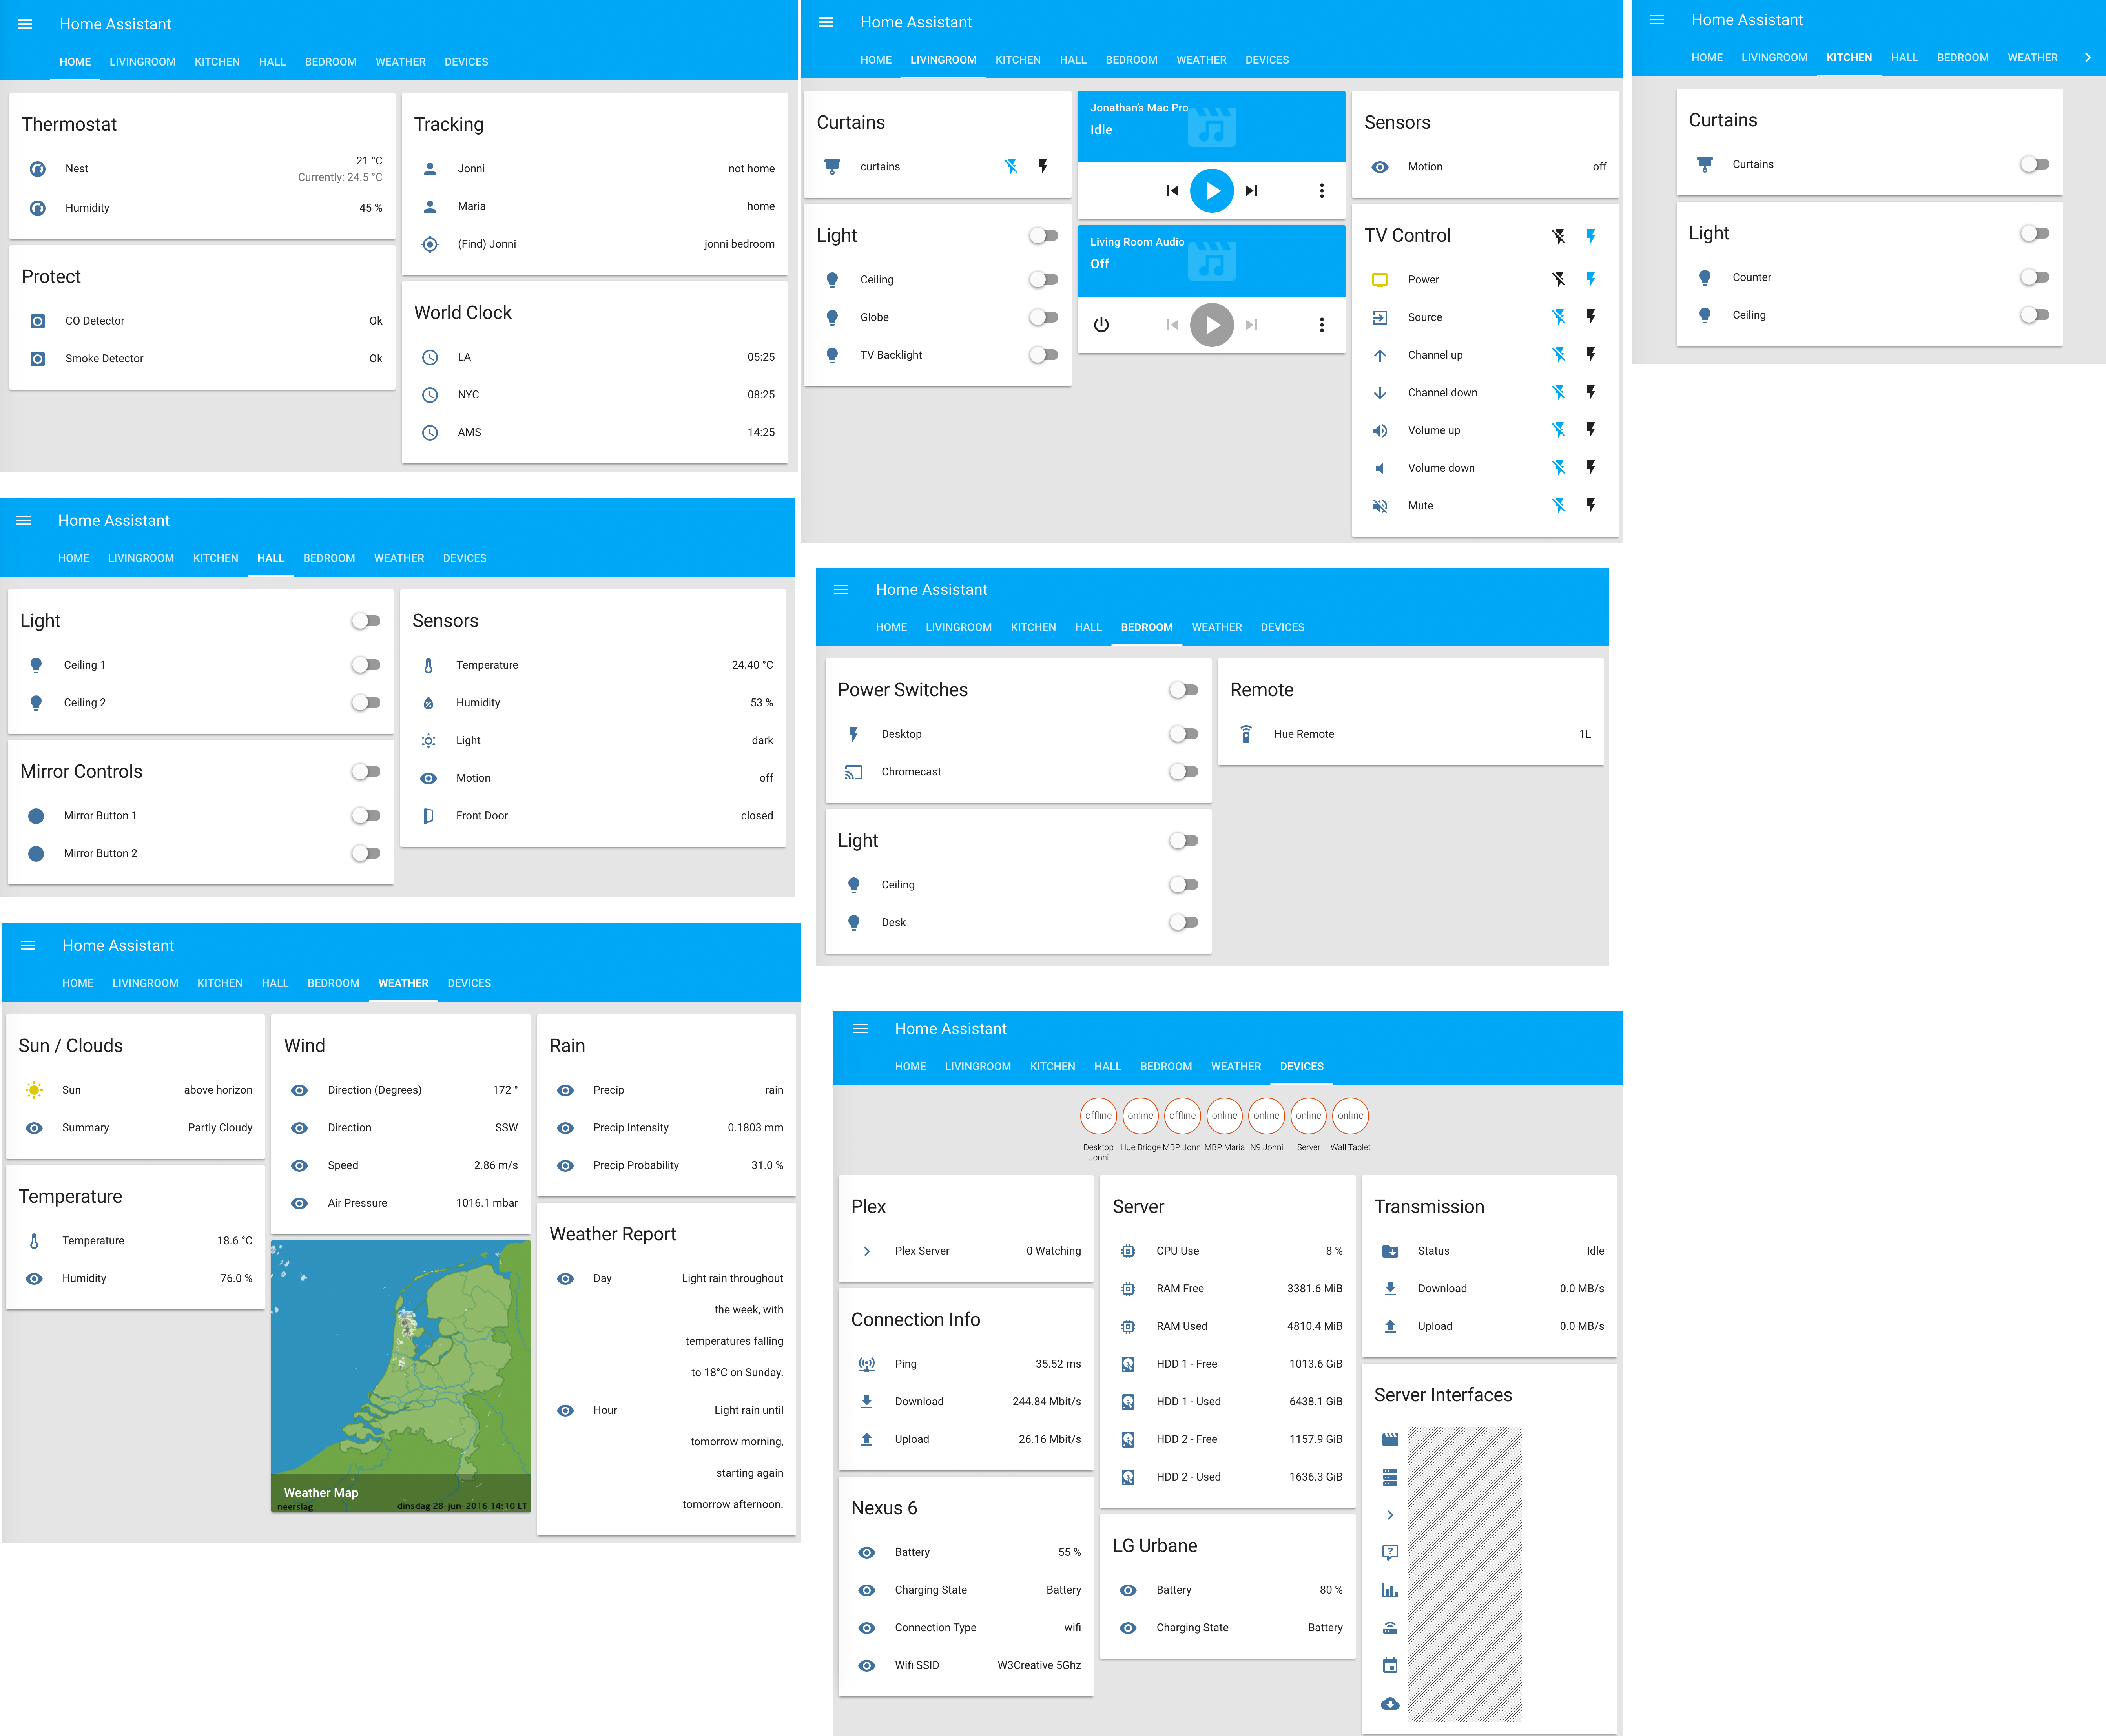 Home Assistant
HOME LIVINGROOM KITCHEN HALL BEDROOM WEATHER DEVICES
Thermostat
Nest 21 °C
Currently: 24.5 °C
Humidity 45 %
Protect
CO Detector Ok
Smoke Detector Ok
Tracking
Jonni not home
Maria home
(Find) Jonni jonni bedroom
World Clock
LA 05:25
NYC 08:25
AMS 14:25
Home Assistant
HOME LIVINGROOM KITCHEN HALL BEDROOM WEATHER DEVICES
Curtains
curtains
Light
Ceiling
Globe
TV Backlight
Jonathan's Mac Pro
Idle
Living Room Audio
Off
Sensors
Motion off
TV Control
Power
Source
Channel up
Channel down
Volume up
Volume down
Mute
Home Assistant
HOME LIVINGROOM KITCHEN HALL BEDROOM WEATHER
Curtains
Curtains
Light
Counter
Ceiling
Home Assistant
HOME LIVINGROOM KITCHEN HALL BEDROOM WEATHER DEVICES
Light
Ceiling 1
Ceiling 2
Mirror Controls
Mirror Button 1
Mirror Button 2
Sensors
Temperature 24.40 °C
Humidity 53 %
Light dark
Motion off
Front Door closed
Home Assistant
HOME LIVINGROOM KITCHEN HALL BEDROOM WEATHER DEVICES
Power Switches
Desktop
Chromecast
Light
Ceiling
Desk
Remote
Hue Remote 1L
Home Assistant
HOME LIVINGROOM KITCHEN HALL BEDROOM WEATHER DEVICES
Sun / Clouds
Sun above horizon
Summary Partly Cloudy
Temperature
Temperature 18.6 °C
Humidity 76.0 %
Wind
Direction (Degrees) 172 °
Direction SSW
Speed 2.86 m/s
Air Pressure 1016.1 mbar
Weather Map
neerslag dinsdag 28-jun-2016 14:10 LT
Rain
Precip rain
Precip Intensity 0.1803 mm
Precip Probability 31.0 %
Weather Report
Day Light rain throughout
the week, with
temperatures falling
to 18°C on Sunday.
Hour Light rain until
tomorrow morning,
starting again
tomorrow afternoon.
Home Assistant
HOME LIVINGROOM KITCHEN HALL BEDROOM WEATHER DEVICES
offline online offline online online online online
Desktop Jonni Hue Bridge MBP Jonni MBP Maria N9 Jonni Server Wall Tablet
Plex
Plex Server 0 Watching
Connection Info
Ping 35.52 ms
Download 244.84 Mbit/s
Upload 26.16 Mbit/s
Nexus 6
Battery 55 %
Charging State Battery
Connection Type wifi
Wifi SSID W3Creative 5Ghz
Server
CPU Use 8 %
RAM Free 3381.6 MiB
RAM Used 4810.4 MiB
HDD 1 - Free 1013.6 GiB
HDD 1 - Used 6438.1 GiB
HDD 2 - Free 1157.9 GiB
HDD 2 - Used 1636.3 GiB
LG Urbane
Battery 80 %
Charging State Battery
Transmission
Status Idle
Download 0.0 MB/s
Upload 0.0 MB/s
Server Interfaces